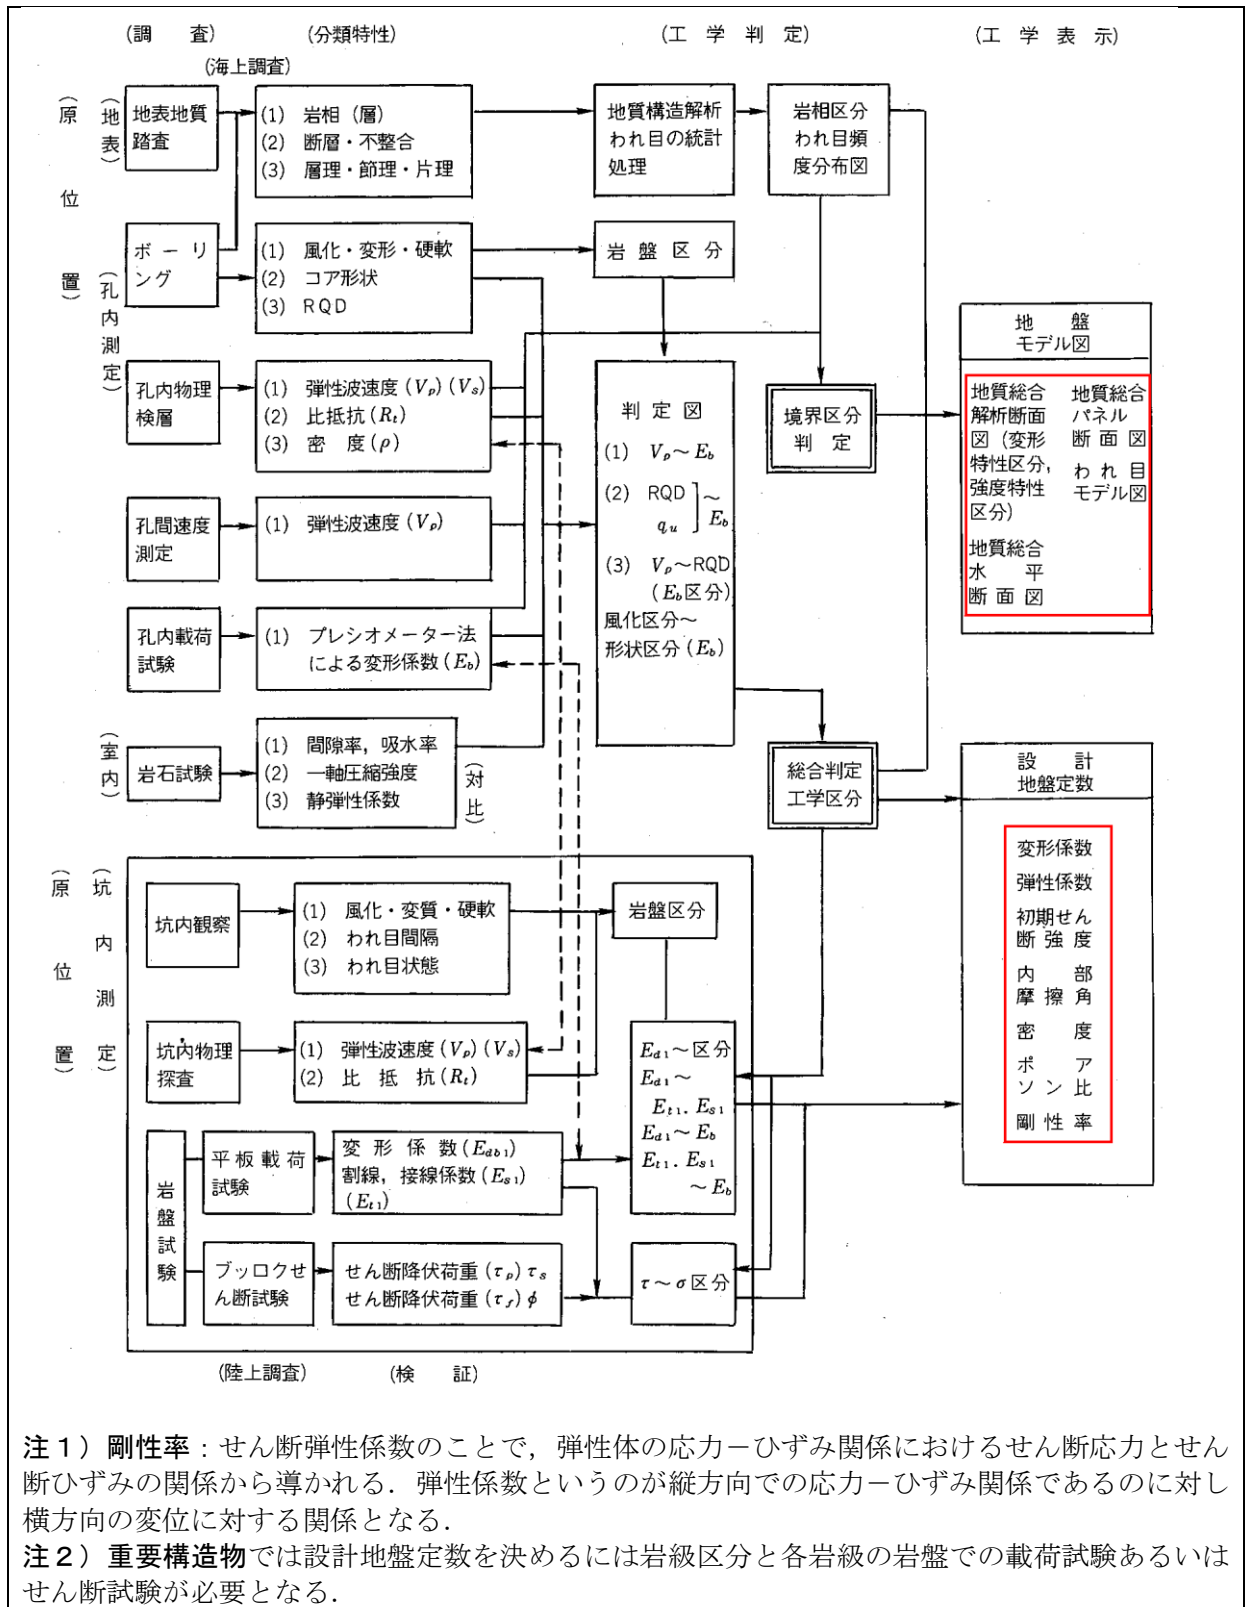 (調　査)
(分類特性)
(工 学 判 定)
(工 学 表 示)
(海上調査)
(原位置)
(地表)
地表地質
踏査
(1) 岩相（層）
(2) 断層・不整合
(3) 層理・節理・片理
地質構造解析
われ目の統計
処理
岩相区分
われ目頻
度分布図
(孔内測定)
ボーリ
ング
(1) 風化・変形・硬軟
(2) コア形状
(3) RQD
岩 盤 区 分
孔内物理
検層
(1) 弾性波速度(Vp)(Vs)
(2) 比抵抗(Rt)
(3) 密　度(ρ)
孔間速度
測定
(1) 弾性波速度(Vp)
孔内載荷
試験
(1) プレシオメーター法
による変形係数(Eb)
(室内)
岩石試験
(1) 間隙率，吸水率
(2) 一軸圧縮強度
(3) 静弾性係数
(対比)
判 定 図
(1) Vp～Eb
(2) RQD
qu
～
Eb
(3) Vp～RQD
(Eb区分)
風化区分～
形状区分(Eb)
境界区分
判　定
総合判定
工学区分
地　盤
モデル図
地質総合
解析断面
図（変形
特性区分,
強度特性
区分）
地質総合
水　平
断 面 図
地質総合
パネル
断 面 図
わ れ 目
モデル図
設　計
地盤定数
変形係数
弾性係数
初期せん
断 強 度
内　部
摩 擦 角
密　度
ポ　ア
ソ ン 比
剛 性 率
(原位置)
(坑内測定)
坑内観察
(1) 風化・変質・硬軟
(2) われ目間隔
(3) われ目状態
岩盤区分
坑内物理
探査
(1) 弾性波速度(Vp)(Vs)
(2) 比 抵 抗(Rt)
Ed1～区分
Ed1～
Et1. Es1
Ed1～Eb
Et1. Es1
～Eb
岩盤試験
平板載荷
試験
変 形 係 数(Edb1)
割線，接線係数(Es1)
(Et1)
ブッロクせ
ん断試験
せん断降伏荷重(τp)τs
せん断降伏荷重(τf)φ
τ～σ区分
(陸上調査)
(検　証)
注１）剛性率：せん断弾性係数のことで，弾性体の応力－ひずみ関係におけるせん断応力とせん
断ひずみの関係から導かれる．弾性係数というのが縦方向での応力－ひずみ関係であるのに対し
横方向の変位に対する関係となる．
注２）重要構造物では設計地盤定数を決めるには岩級区分と各岩級の岩盤での載荷試験あるいは
せん断試験が必要となる．